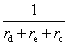 1
r_d + r_e + r_c